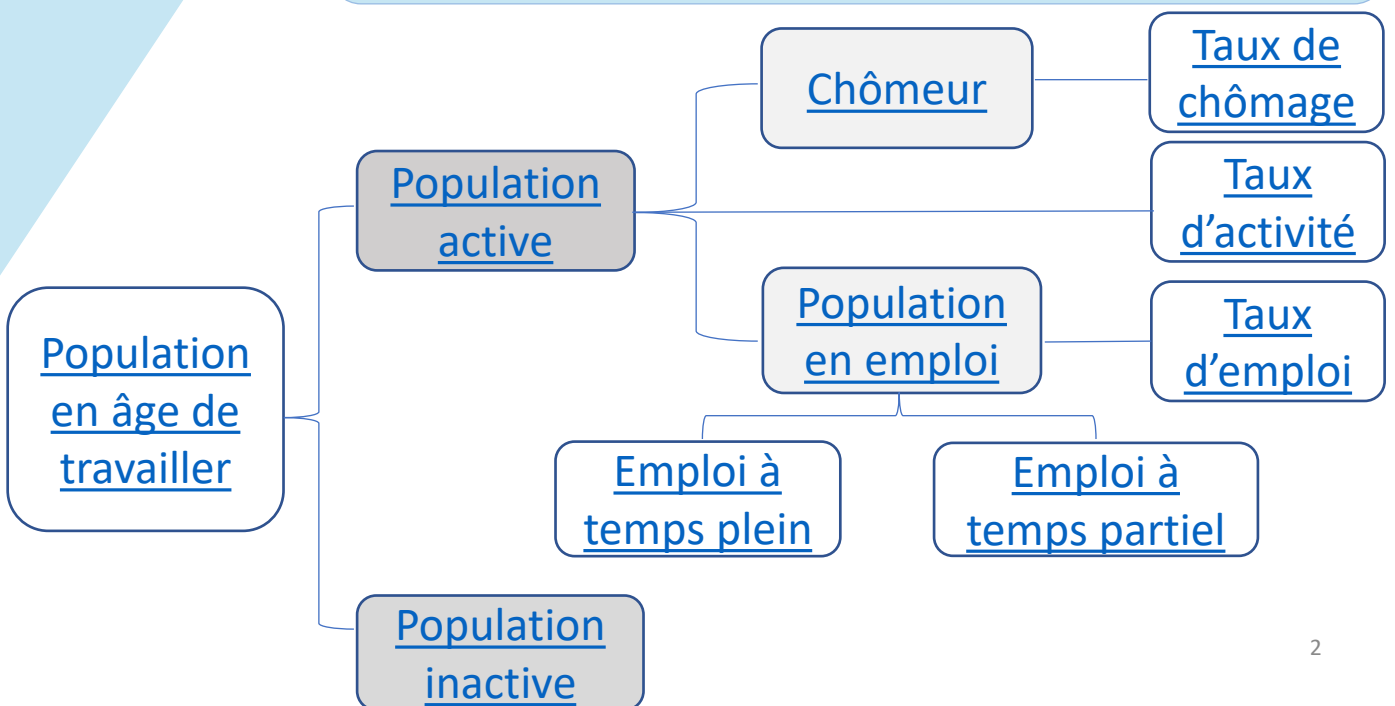 Chômeur
Taux de
chômage
Population
active
Taux
d’activité
Population
en emploi
Taux
d’emploi
Population
en âge de
travailler
Emploi à
temps plein
Emploi à
temps partiel
Population
inactive
2